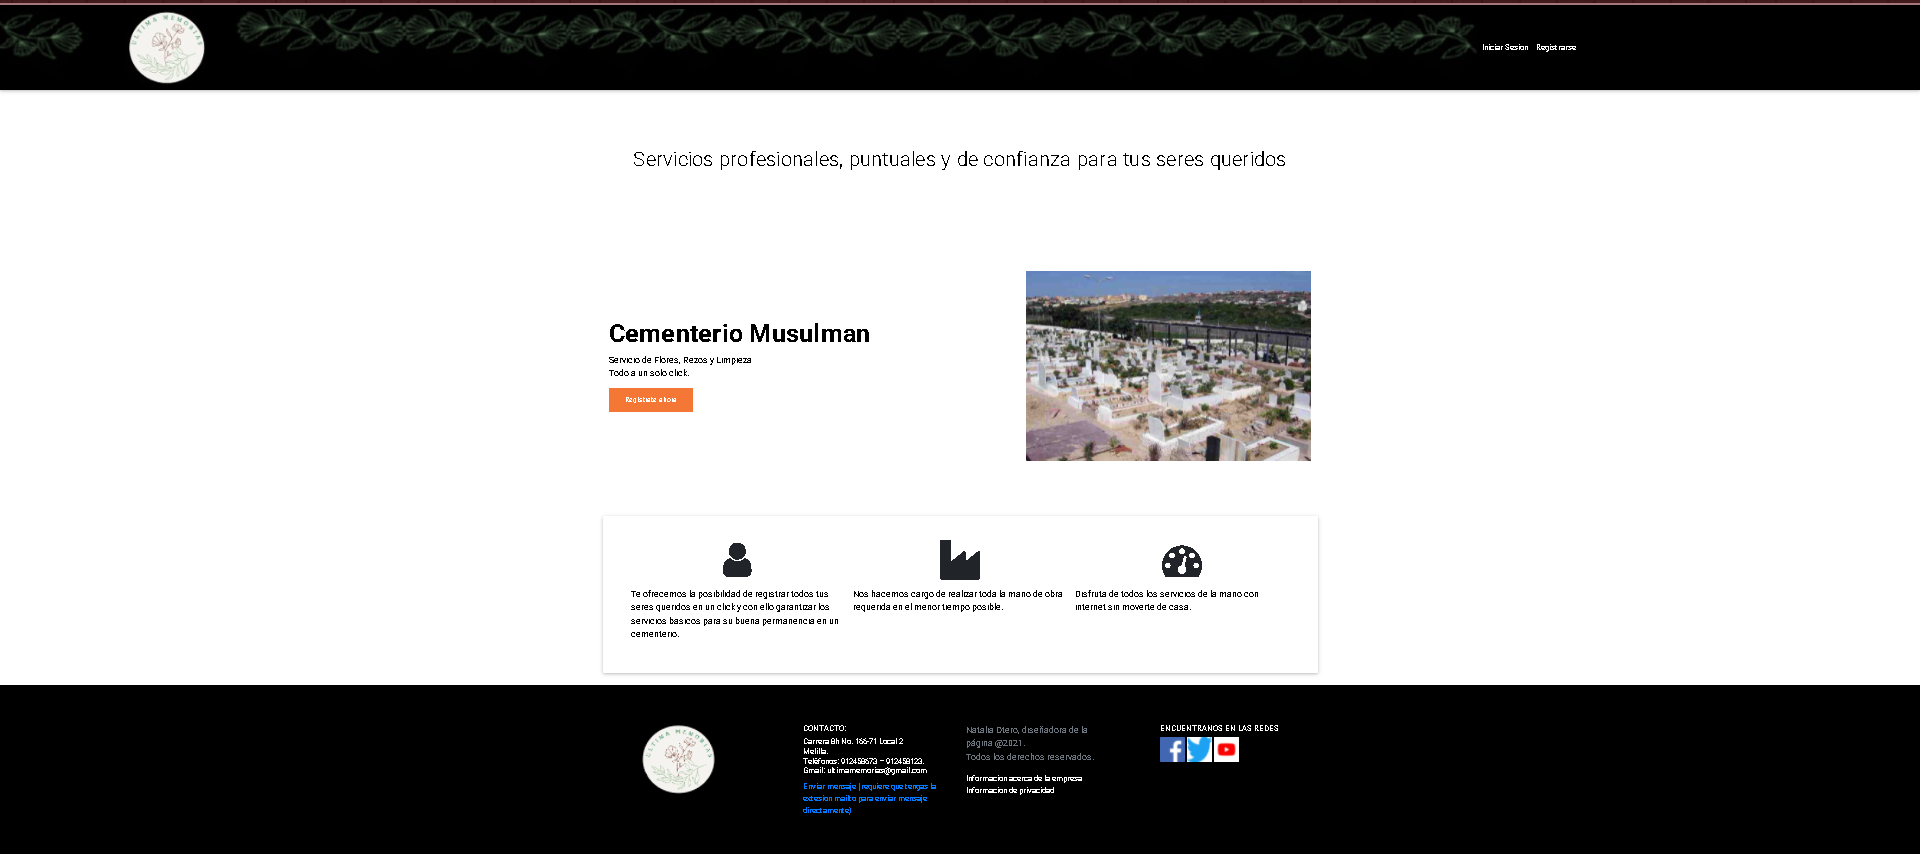 ULTIMA MEMORIAS
Iniciar Sesion Registrarse
Servicios profesionales, puntuales y de confianza para tus seres queridos
Cementerio Musulman
Servicio de Flores, Rezos y Limpieza
Todo a un solo click.
Registrate ahora
Te ofrecemos la posibilidad de registrar todos tus
seres queridos en un click y con ello garantizar los
servicios basicos para su buena permanencia en un
cementerio.
Nos hacemos cargo de realizar toda la mano de obra
requerida en el menor tiempo posible.
Disfruta de todos los servicios de la mano con
internet sin moverte de casa.
ULTIMA MEMORIAS
CONTACTO:
Carrera 8h No. 166-71 Local 2
Melilla.
Teléfonos: 912458673 – 912458123.
Gmail: ultimamemorias@gmail.com
Enviar mensaje (requiere que tengas la
extesion mailto para enviar mensaje
directamente)
Natalia Otero, diseñadora de la
página @2021.
Todos los derechos reservados.
Informacion acerca de la empresa
Informacion de privacidad
ENCUENTRANOS EN LAS REDES